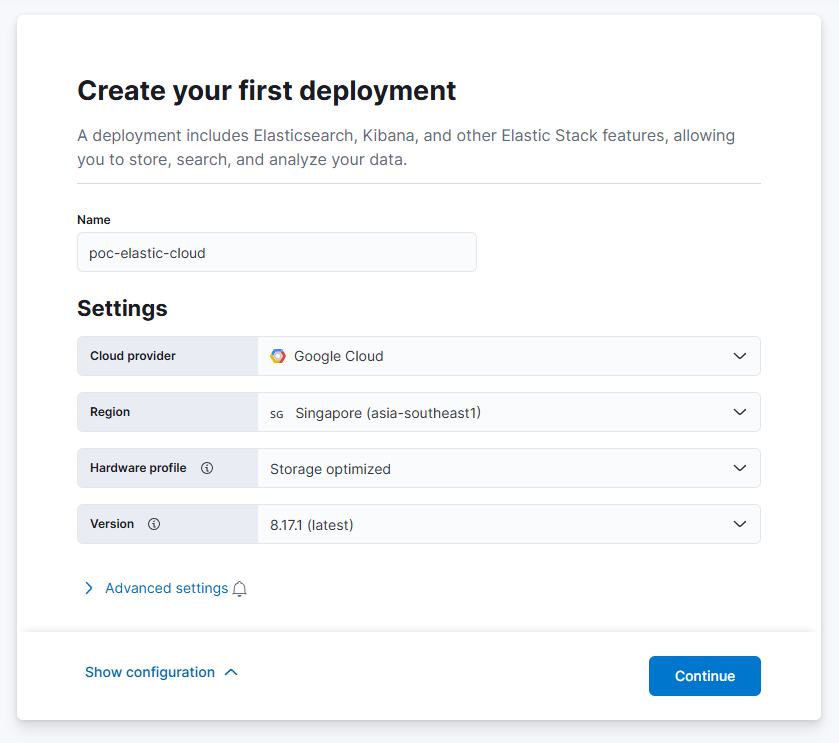 Create your first deployment
A deployment includes Elasticsearch, Kibana, and other Elastic Stack features, allowing
you to store, search, and analyze your data.
Name
poc-elastic-cloud
Settings
Cloud provider Google Cloud
Region SG Singapore (asia-southeast1)
Hardware profile Storage optimized
Version 8.17.1 (latest)
Advanced settings
Show configuration Continue